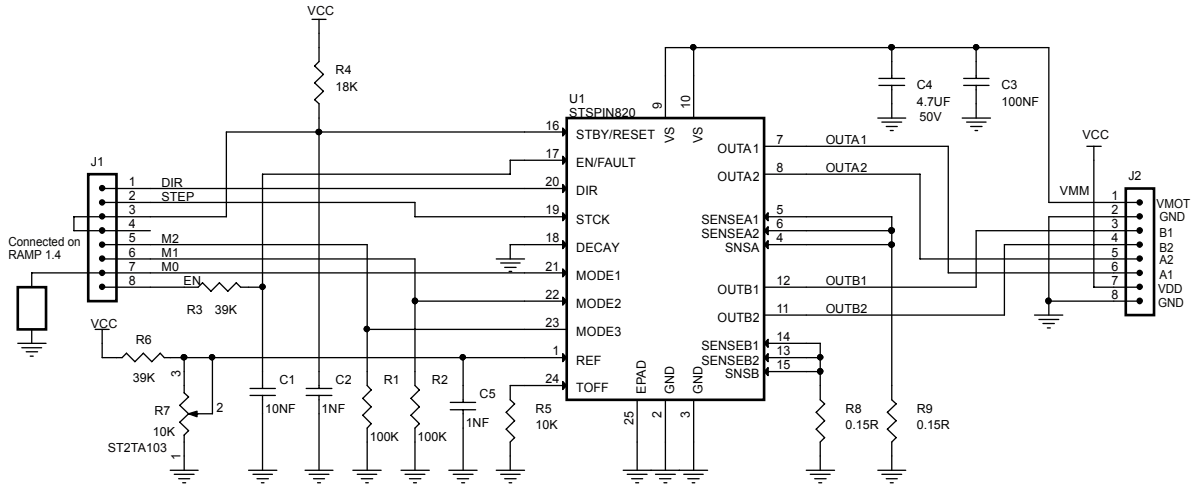 VCC
R4
18K
U1
STSPIN820
9
10
VS
VS
C4
4.7UF
50V
C3
100NF
VCC
J1
1 DIR
2 STEP
3
4
5 M2
6 M1
7 M0
8 EN
Connected on
RAMP 1.4
R3 39K
16 STBY/RESET
17 EN/FAULT
20 DIR
19 STCK
18 DECAY
21 MODE1
22 MODE2
23 MODE3
1 REF
24 TOFF
OUTA1 7 OUTA1
OUTA2 8 OUTA2
SENSEA1 5
SENSEA2 6
SNSA 4
OUTB1 12 OUTB1
OUTB2 11 OUTB2
SENSEB1 14
SENSEB2 13
SNSB 15
EPAD
GND
GND
25
2
3
VMM
J2
1 VMOT
2 GND
3 B1
4 B2
5 A2
6 A1
7 VDD
8 GND
VCC
R6
39K
3
2
1
R7
10K
ST2TA103
C1
10NF
C2
1NF
R1
100K
R2
100K
C5
1NF
R5
10K
R8
0.15R
R9
0.15R